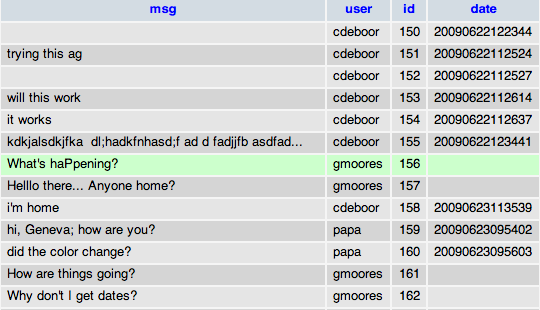 msg user id date
cdeboor 150 20090622122344
trying this ag cdeboor 151 20090622112524
cdeboor 152 20090622112527
will this work cdeboor 153 20090622112614
it works cdeboor 154 20090622112637
kdkjalsdkjfka dl;hadkfnhasd;f ad d fadjjfb asdfad... cdeboor 155 20090622123441
What's haPpening? gmoores 156
Helllo there... Anyone home? gmoores 157
i'm home cdeboor 158 20090623113539
hi, Geneva; how are you? papa 159 20090623095402
did the color change? papa 160 20090623095603
How are things going? gmoores 161
Why don't I get dates? gmoores 162